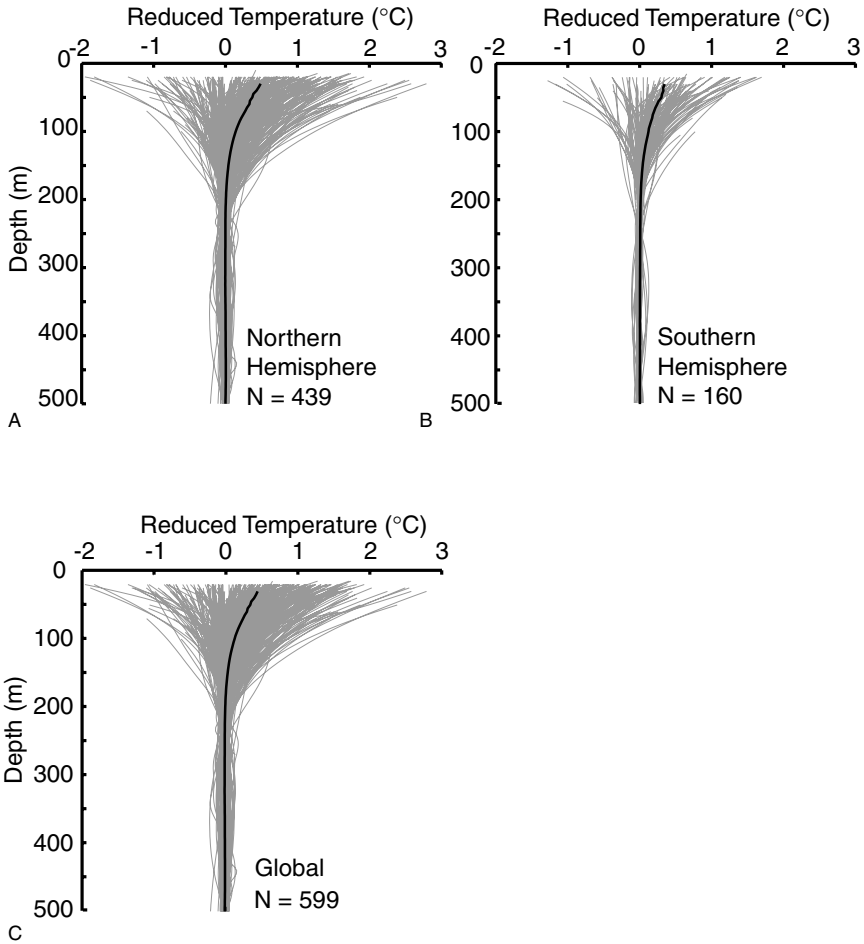 Reduced Temperature (°C)
-2 -1 0 1 2 3
0
100
200
300
400
500
Depth (m)
Northern
Hemisphere
N = 439
A
Reduced Temperature (°C)
-2 -1 0 1 2 3
0
100
200
300
400
500
Southern
Hemisphere
N = 160
B
Reduced Temperature (°C)
-2 -1 0 1 2 3
0
100
200
300
400
500
Depth (m)
Global
N = 599
C